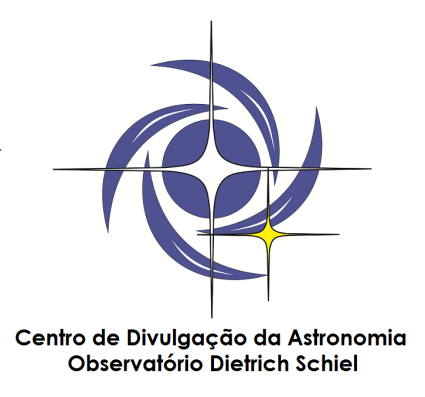 Centro de Divulgação da Astronomia
Observatório Dietrich Schiel